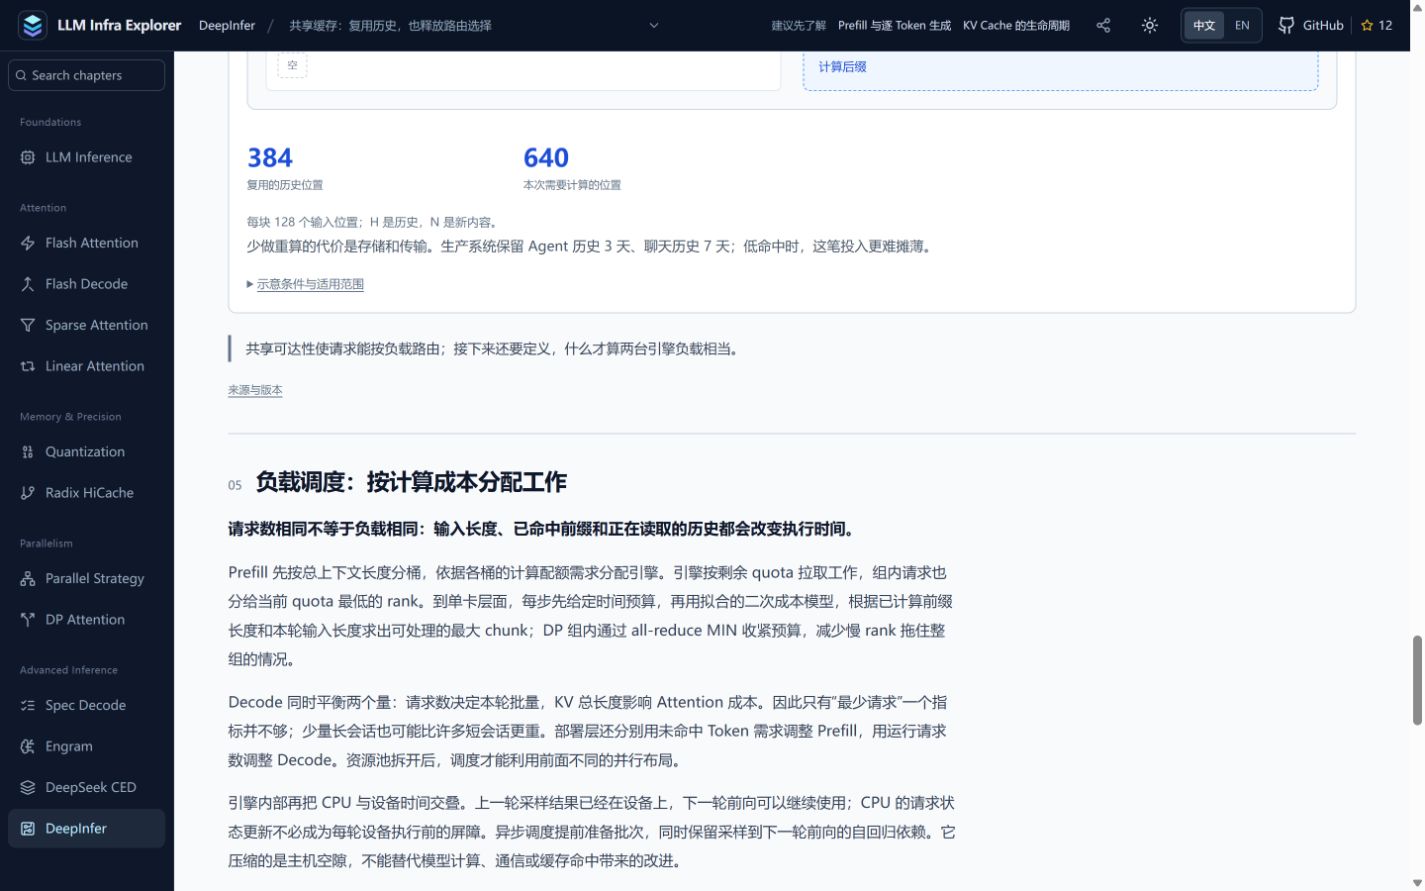 LLM Infra Explorer
DeepInfer / 共享缓存：复用历史，也释放路由选择
建议先了解 Prefill 与逐 Token 生成 KV Cache 的生命周期
中文 EN
GitHub
12
Search chapters
Foundations
LLM Inference
Attention
Flash Attention
Flash Decode
Sparse Attention
Linear Attention
Memory & Precision
Quantization
Radix HiCache
Parallelism
Parallel Strategy
DP Attention
Advanced Inference
Spec Decode
Engram
DeepSeek CED
DeepInfer
空
计算后缀
384
复用的历史位置
640
本次需要计算的位置
每块 128 个输入位置；H 是历史，N 是新内容。
少做重算的代价是存储和传输。生产系统保留 Agent 历史 3 天、聊天历史 7 天；低命中时，这笔投入更难摊薄。
示意条件与适用范围
共享可达性使请求能按负载路由；接下来还要定义，什么才算两台引擎负载相当。
来源与版本
05 负载调度：按计算成本分配工作
请求数相同不等于负载相同：输入长度、已命中前缀和正在读取的历史都会改变执行时间。
Prefill 先按总上下文长度分桶，依据各桶的计算配额需求分配引擎。引擎按剩余 quota 拉取工作，组内请求也
分给当前 quota 最低的 rank。到单卡层面，每步先给定时间预算，再用拟合的二次成本模型，根据已计算前缀
长度和本轮输入长度求出可处理的最大 chunk；DP 组内通过 all-reduce MIN 收紧预算，减少慢 rank 拖住整
组的情况。
Decode 同时平衡两个量：请求数决定本轮批量，KV 总长度影响 Attention 成本。因此只有“最少请求”一个指
标并不够；少量长会话也可能比许多短会话更重。部署层还分别用未命中 Token 需求调整 Prefill，用运行请求
数调整 Decode。资源池拆开后，调度才能利用前面不同的并行布局。
引擎内部再把 CPU 与设备时间交叠。上一轮采样结果已经在设备上，下一轮前向可以继续使用；CPU 的请求状
态更新不必成为每轮设备执行前的屏障。异步调度提前准备批次，同时保留采样到下一轮前向的自回归依赖。它
压缩的是主机空隙，不能替代模型计算、通信或缓存命中带来的改进。